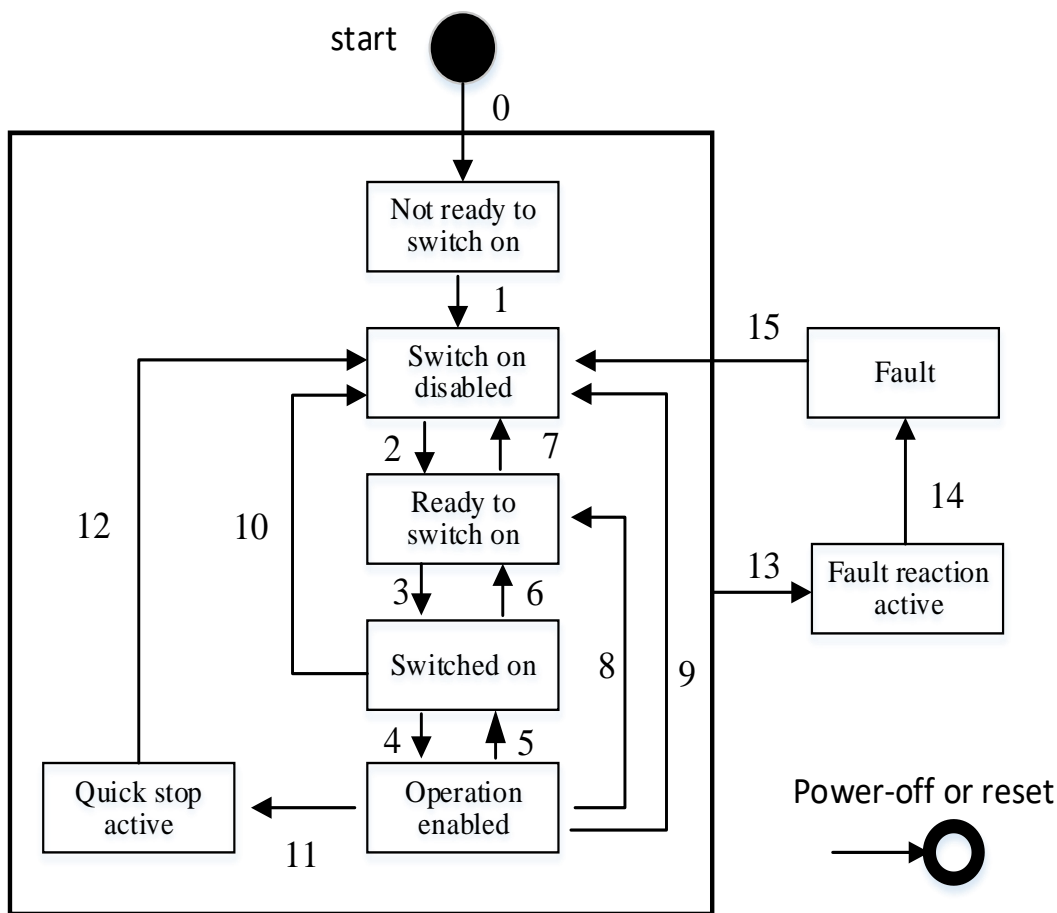 start
0
Not ready to
switch on
1
15
Switch on
disabled
Fault
2
7
Ready to
switch on
14
12
10
13
Fault reaction
active
3
6
Switched on
8
9
4
5
Quick stop
active
Operation
enabled
11
Power-off or reset